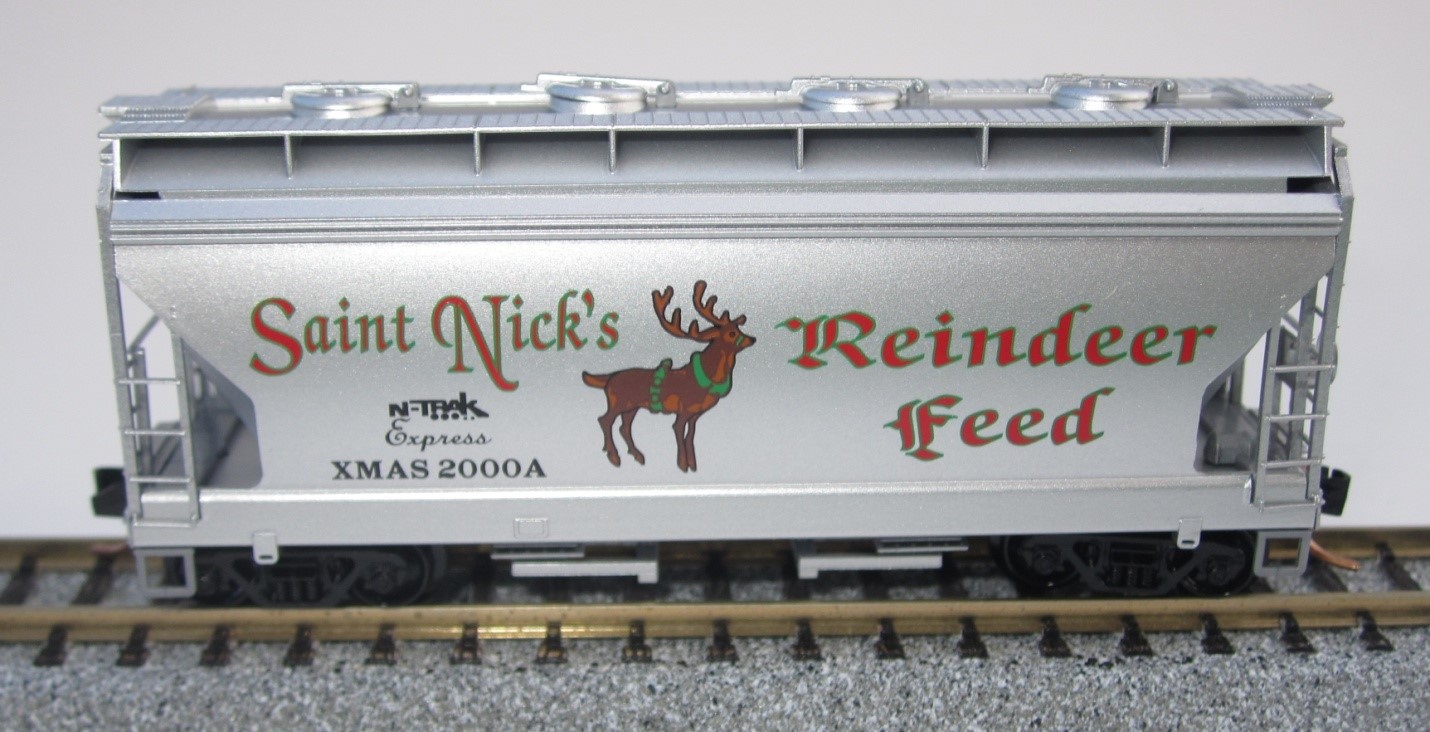 Saint Nick's
Reindeer
Feed
N-TRAK
Express
XMAS 2000A